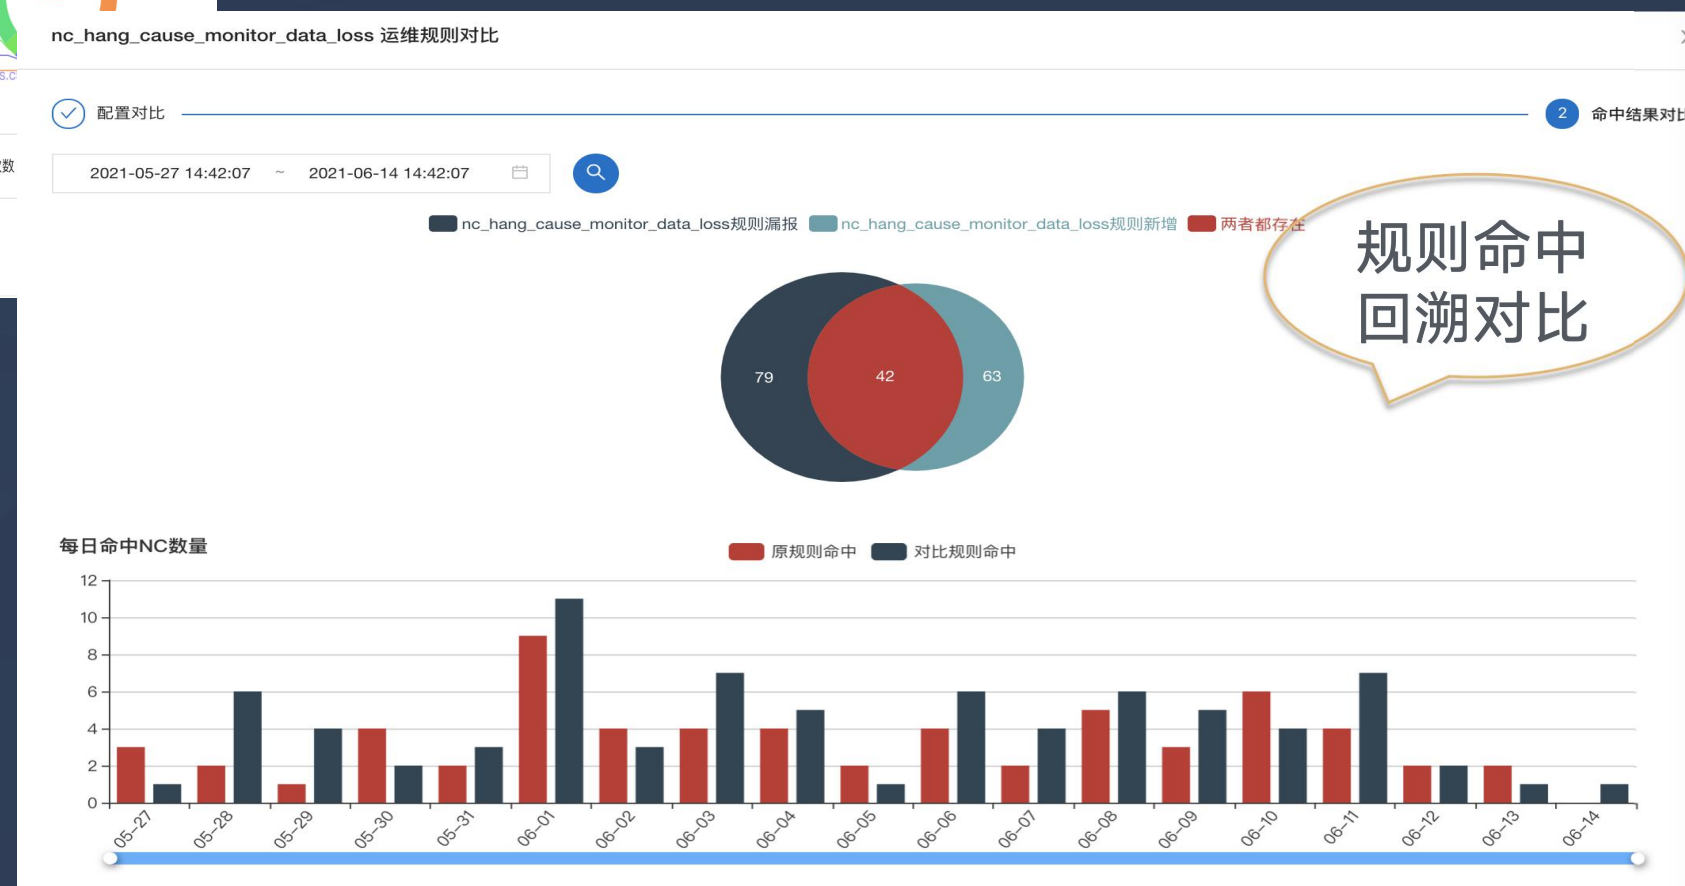 nc_hang_cause_monitor_data_loss 运维规则对比
配置对比
2 命中结果对比
数
2021-05-27 14:42:07 ~ 2021-06-14 14:42:07
nc_hang_cause_monitor_data_loss规则漏报 nc_hang_cause_monitor_data_loss规则新增 两者都存在
规则命中
回溯对比
79 42 63
每日命中NC数量
原规则命中 对比规则命中
12
10
8
6
4
2
0
05-27 05-28 05-29 05-30 05-31 06-01 06-02 06-03 06-04 06-05 06-06 06-07 06-08 06-09 06-10 06-11 06-12 06-13 06-14